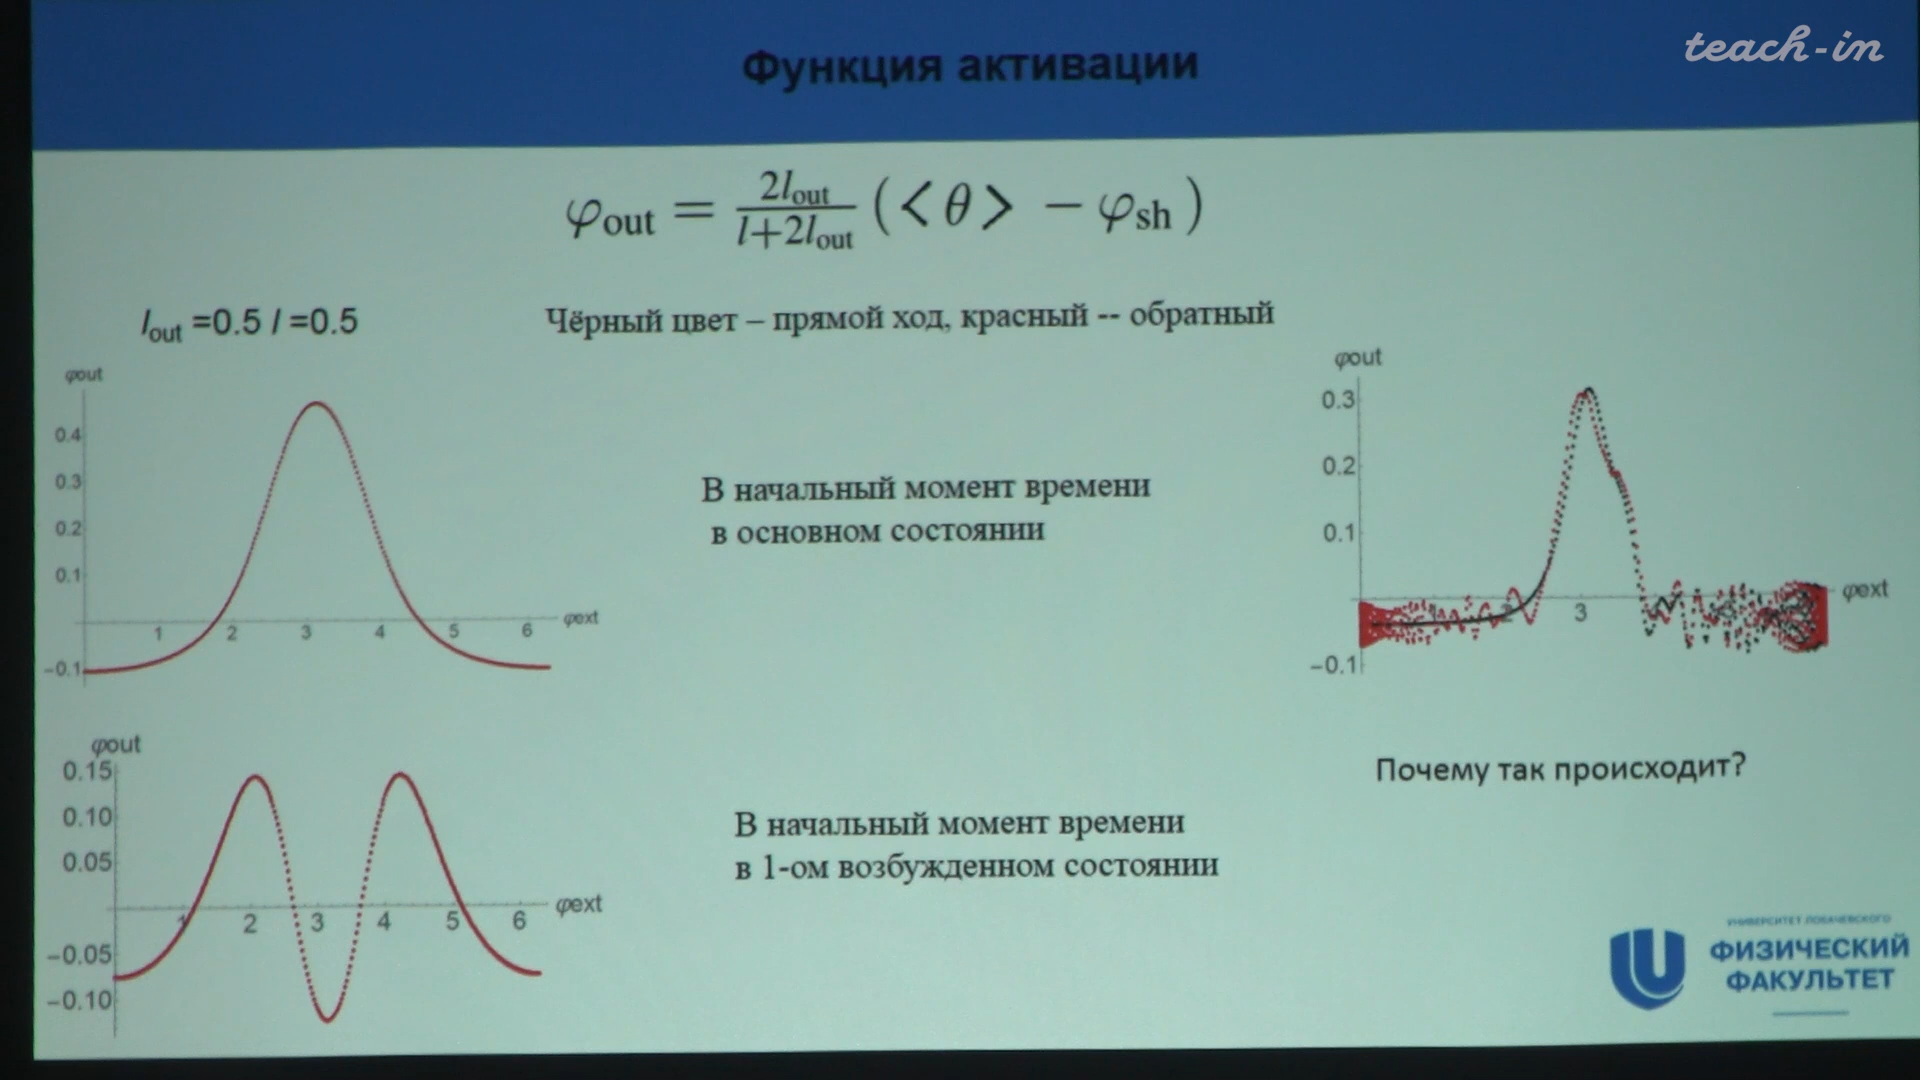 teach-in
Функция активации
φout = 2lout / l+2lout (<θ> − φsh)
lout =0.5 l =0.5
Чёрный цвет – прямой ход, красный -- обратный
φout
0.4
0.3
0.2
0.1
−0.1
1 2 3 4 5 6 φext
В начальный момент времени
в основном состоянии
φout
0.3
0.2
0.1
−0.1
3
φext
Почему так происходит?
φout
0.15
0.10
0.05
−0.05
−0.10
1 2 3 4 5 6 φext
В начальный момент времени
в 1-ом возбужденном состоянии
УНИВЕРСИТЕТ ЛОБАЧЕВСКОГО
ФИЗИЧЕСКИЙ
ФАКУЛЬТЕТ